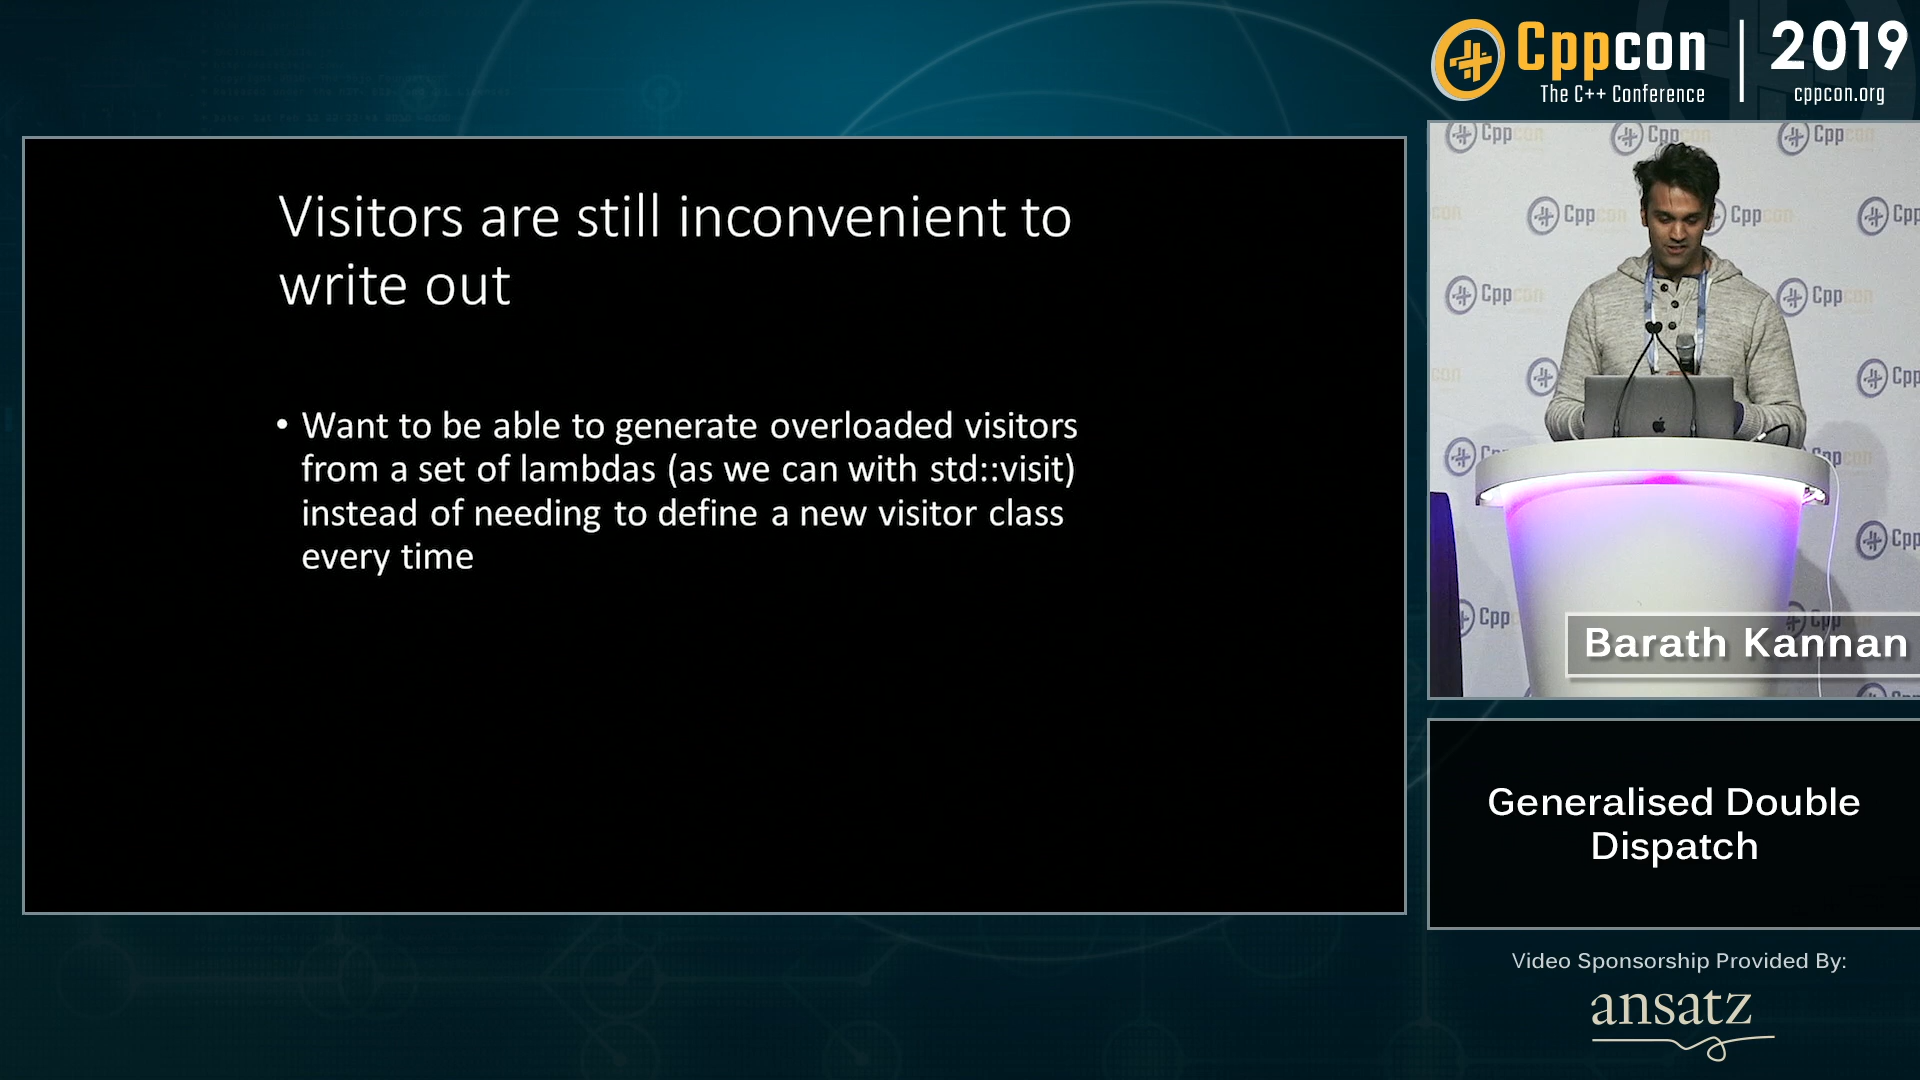 Cppcon
The C++ Conference
2019
cppcon.org
Visitors are still inconvenient to
write out
• Want to be able to generate overloaded visitors
from a set of lambdas (as we can with std::visit)
instead of needing to define a new visitor class
every time
Barath Kannan
Generalised Double
Dispatch
Video Sponsorship Provided By:
ansatz